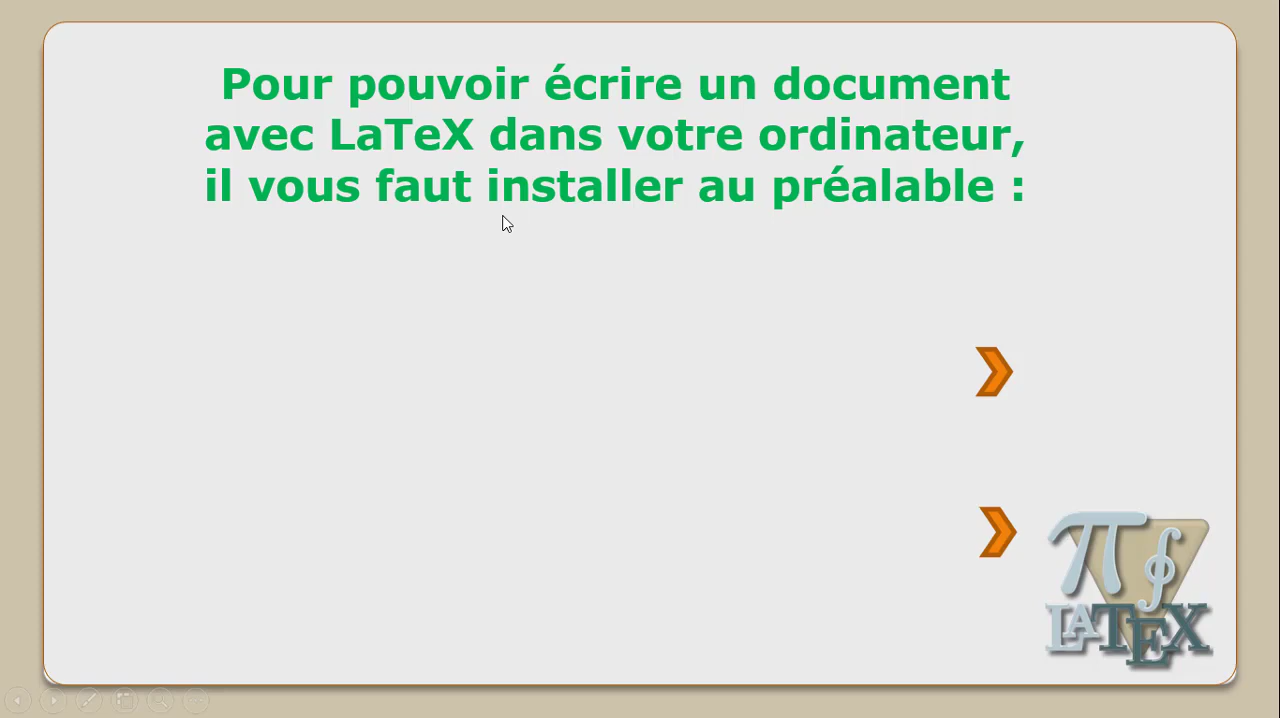 Pour pouvoir écrire un document
avec LaTeX dans votre ordinateur,
il vous faut installer au préalable :
π ∮
LATEX